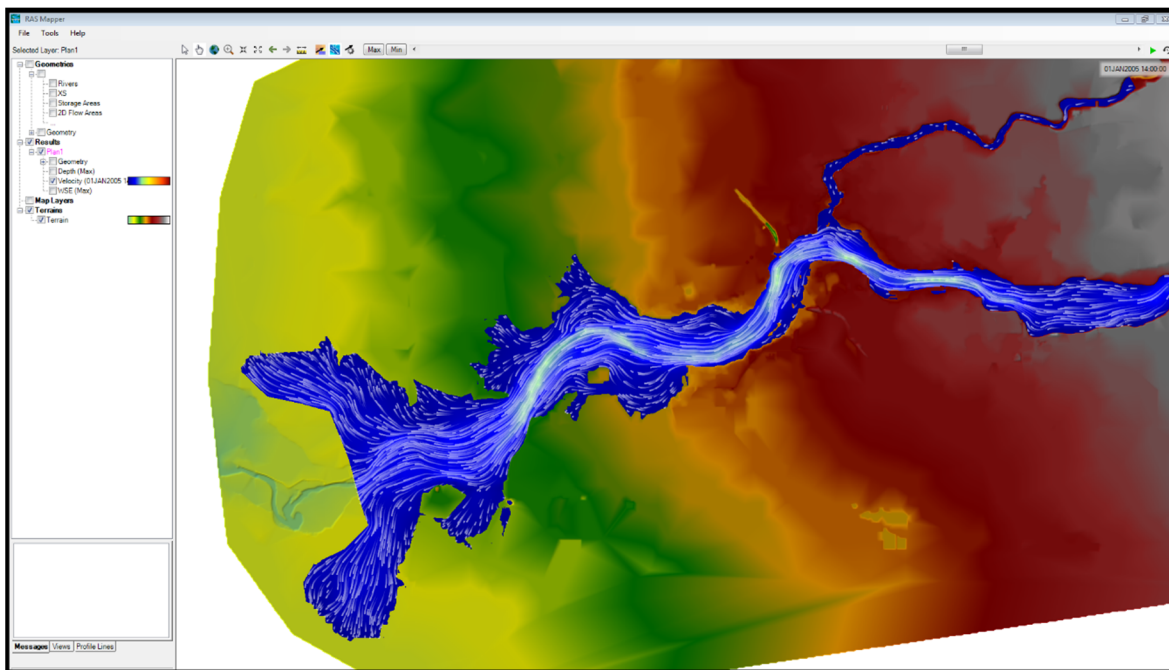 RAS Mapper
File Tools Help
Selected Layer: Plan1
Max Min
Geometries
Rivers
XS
Storage Areas
2D Flow Areas
Geometry
Results
Plan1
Geometry
Depth (Max)
Velocity (01JAN2005 1
WSE (Max)
Map Layers
Terrains
Terrain
01JAN2005 14:00:00
Messages Views Profile Lines